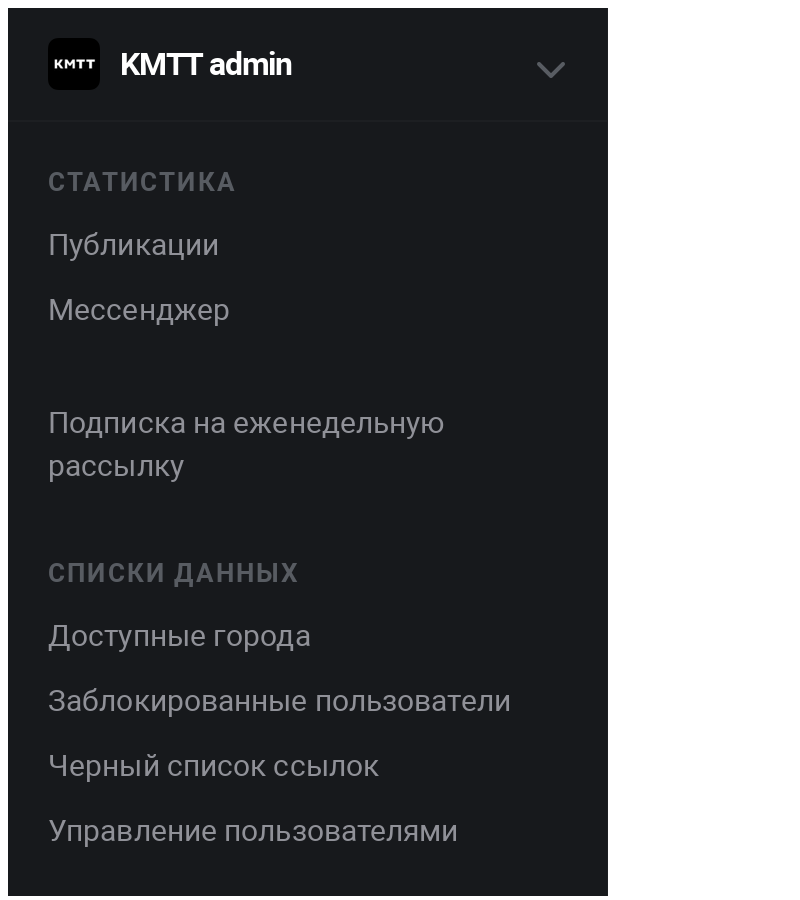 KMTT
KMTT admin
СТАТИСТИКА
Публикации
Мессенджер
Подписка на еженедельную
рассылку
СПИСКИ ДАННЫХ
Доступные города
Заблокированные пользователи
Черный список ссылок
Управление пользователями